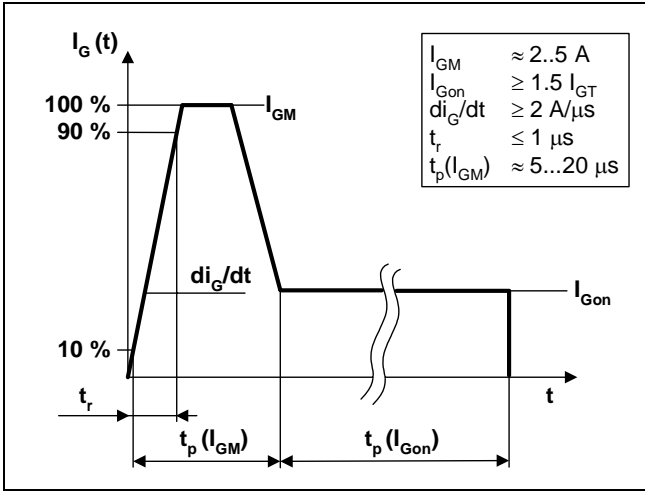 I_G (t)
I_GM ≈ 2..5 A
I_Gon ≥ 1.5 I_GT
di_G/dt ≥ 2 A/μs
t_r ≤ 1 μs
t_p(I_GM) ≈ 5...20 μs
100 %
I_GM
90 %
di_G/dt
I_Gon
10 %
t_r
t
t_p (I_GM)
t_p (I_Gon)